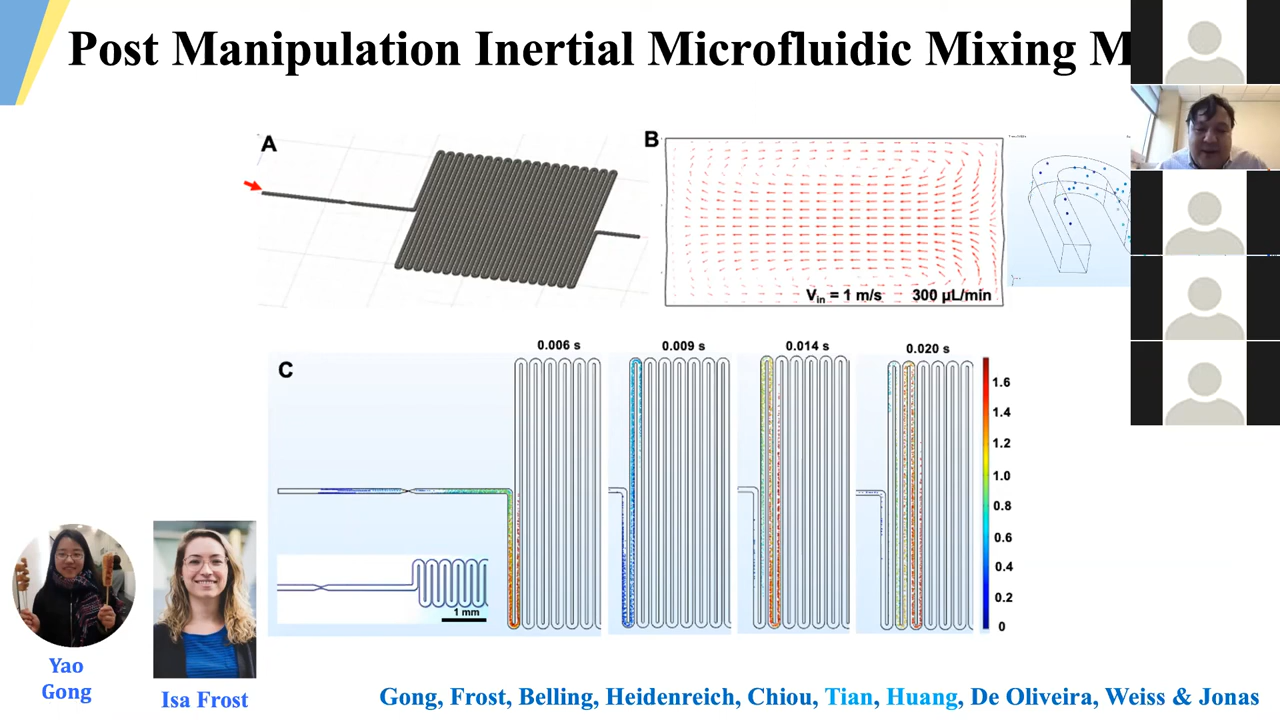 Post Manipulation Inertial Microfluidic Mixing M
A
B
V_in = 1 m/s 300 µL/min
C
0.006 s
0.009 s
0.014 s
0.020 s
1.6
1.4
1.2
1.0
0.8
0.6
0.4
0.2
0
1 mm
Yao
Gong
Isa Frost
Gong, Frost, Belling, Heidenreich, Chiou, Tian, Huang, De Oliveira, Weiss & Jonas